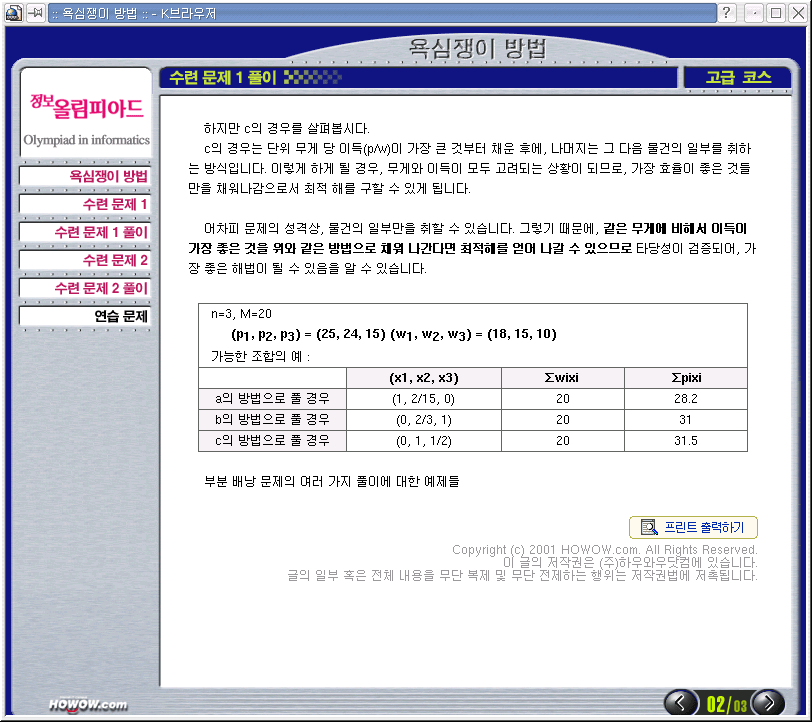 :: 욕심쟁이 방법 :: - K브라우저
욕심쟁이 방법
정보올림피아드
Olympiad in informatics
욕심쟁이 방법
수련 문제 1
수련 문제 1 풀이
수련 문제 2
수련 문제 2 풀이
연습 문제
수련 문제 1 풀이
고급 코스
하지만 c의 경우를 살펴봅시다.
c의 경우는 단위 무게 당 이득(p/w)이 가장 큰 것부터 채운 후에, 나머지는 그 다음 물건의 일부를 취하
는 방식입니다. 이렇게 하게 될 경우, 무게와 이득이 모두 고려되는 상황이 되므로, 가장 효율이 좋은 것들
만을 채워나감으로서 최적 해를 구할 수 있게 됩니다.
어차피 문제의 성격상, 물건의 일부만을 취할 수 있습니다. 그렇기 때문에, 같은 무게에 비해서 이득이
가장 좋은 것을 위와 같은 방법으로 채워 나간다면 최적해를 얻어 나갈 수 있으므로 타당성이 검증되어, 가
장 좋은 해법이 될 수 있음을 알 수 있습니다.
n=3, M=20
(p1, p2, p3) = (25, 24, 15) (w1, w2, w3) = (18, 15, 10)
가능한 조합의 예 :
(x1, x2, x3) Σwixi Σpixi
a의 방법으로 풀 경우 (1, 2/15, 0) 20 28.2
b의 방법으로 풀 경우 (0, 2/3, 1) 20 31
c의 방법으로 풀 경우 (0, 1, 1/2) 20 31.5
부분 배낭 문제의 여러 가지 풀이에 대한 예제들
프린트 출력하기
Copyright (c) 2001 HOWOW.com. All Rights Reserved.
이 글의 저작권은 (주)하우와우닷컴에 있습니다.
글의 일부 혹은 전체 내용을 무단 복제 및 무단 전제하는 행위는 저작권법에 저촉됩니다.
HOWOW.com
02/03